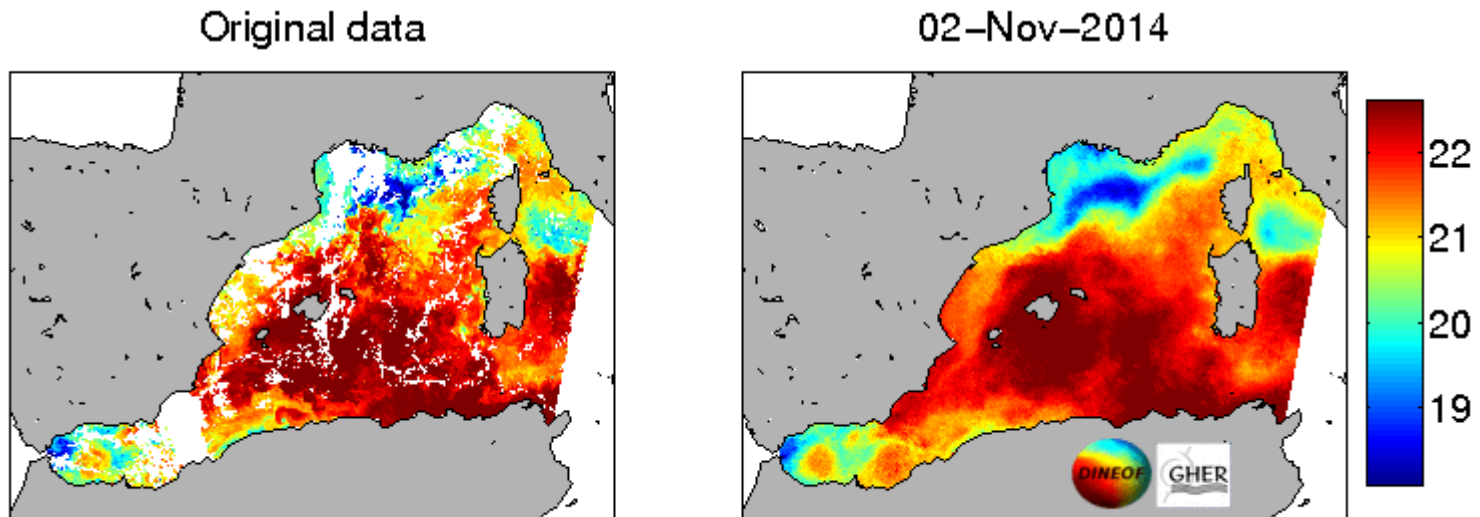 Original data
02-Nov-2014
22
21
20
19
DINEOF
GHER